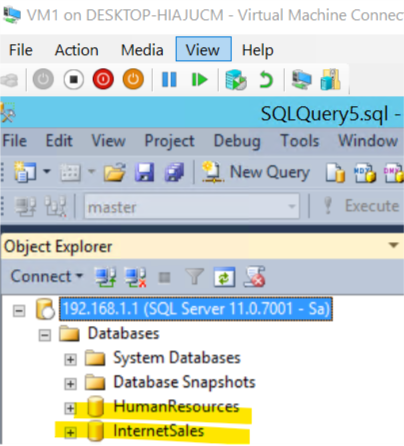 VM1 on DESKTOP-HIAJUCM - Virtual Machine Connec
File Action Media View Help
SQLQuery5.sql -
File Edit View Project Debug Tools Window
New Query
master Execute
Object Explorer
Connect
192.168.1.1 (SQL Server 11.0.7001 - Sa)
Databases
System Databases
Database Snapshots
HumanResources
InternetSales